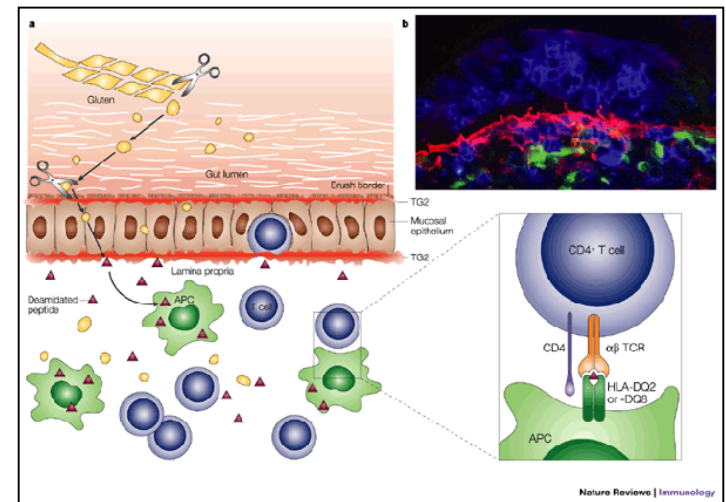 a
b
Gluten
Gut lumen
Brush border
TG2
Mucosal
epithelium
TG2
Lamina propria
Deamidated
peptide
APC
T cell
CD4+ T cell
CD4
αβ TCR
HLA-DQ2
or -DQ8
APC
Nature Reviews | Immunology